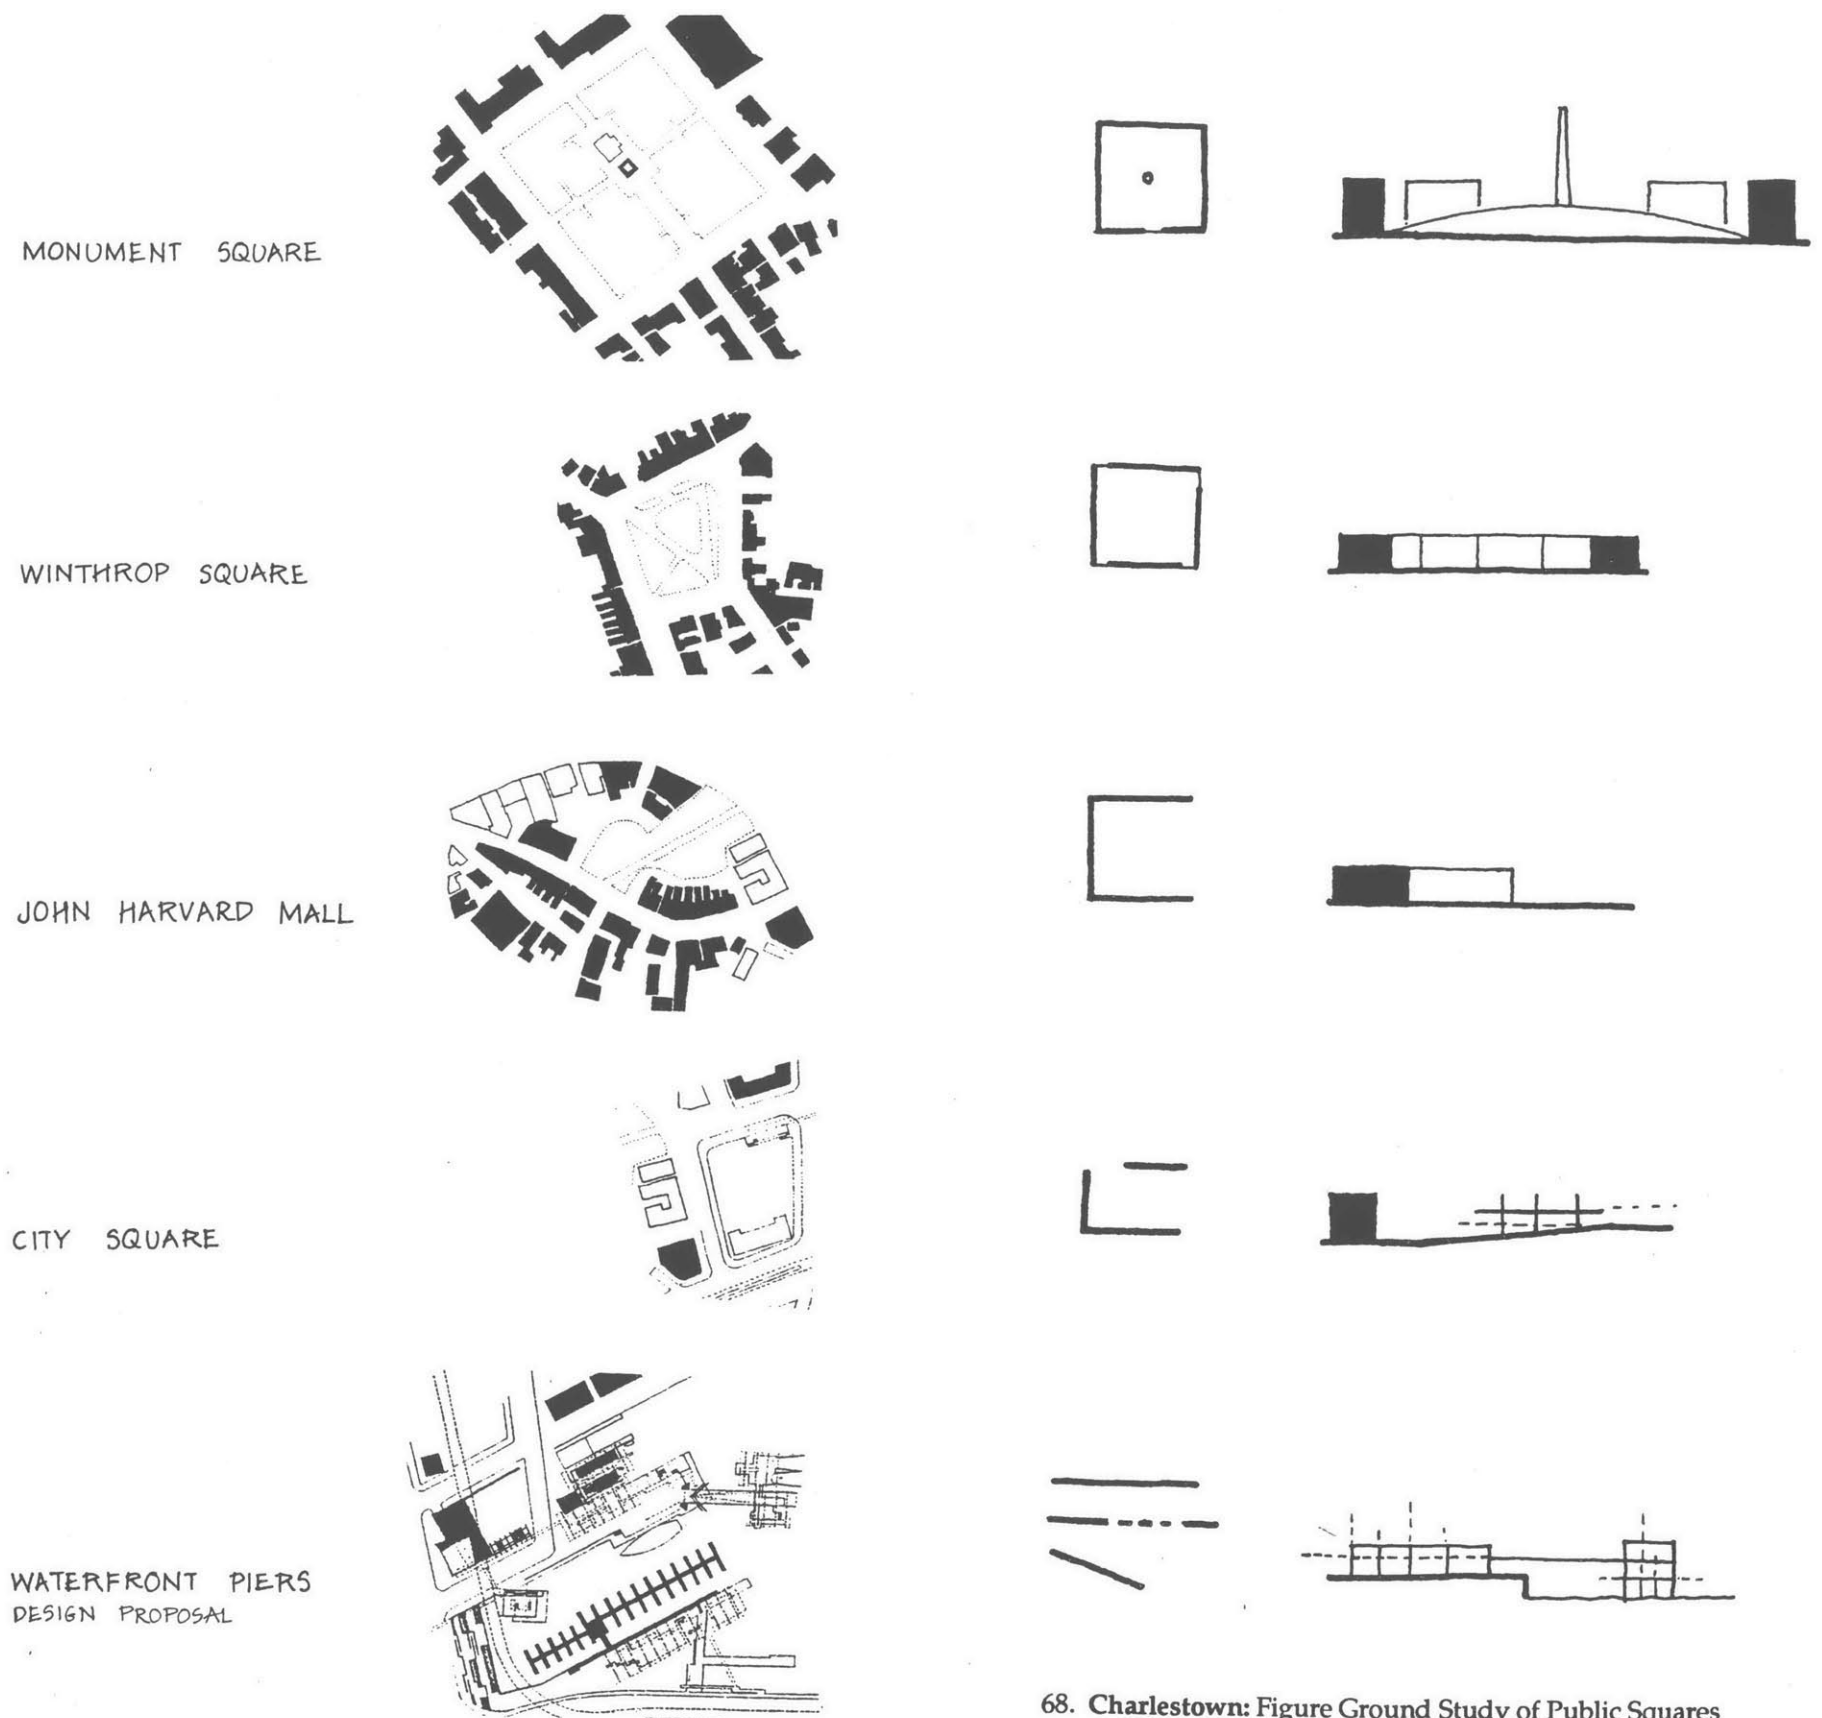 MONUMENT SQUARE
WINTHROP SQUARE
JOHN HARVARD MALL
CITY SQUARE
WATERFRONT PIERS
DESIGN PROPOSAL
68. Charlestown: Figure Ground Study of Public Squares